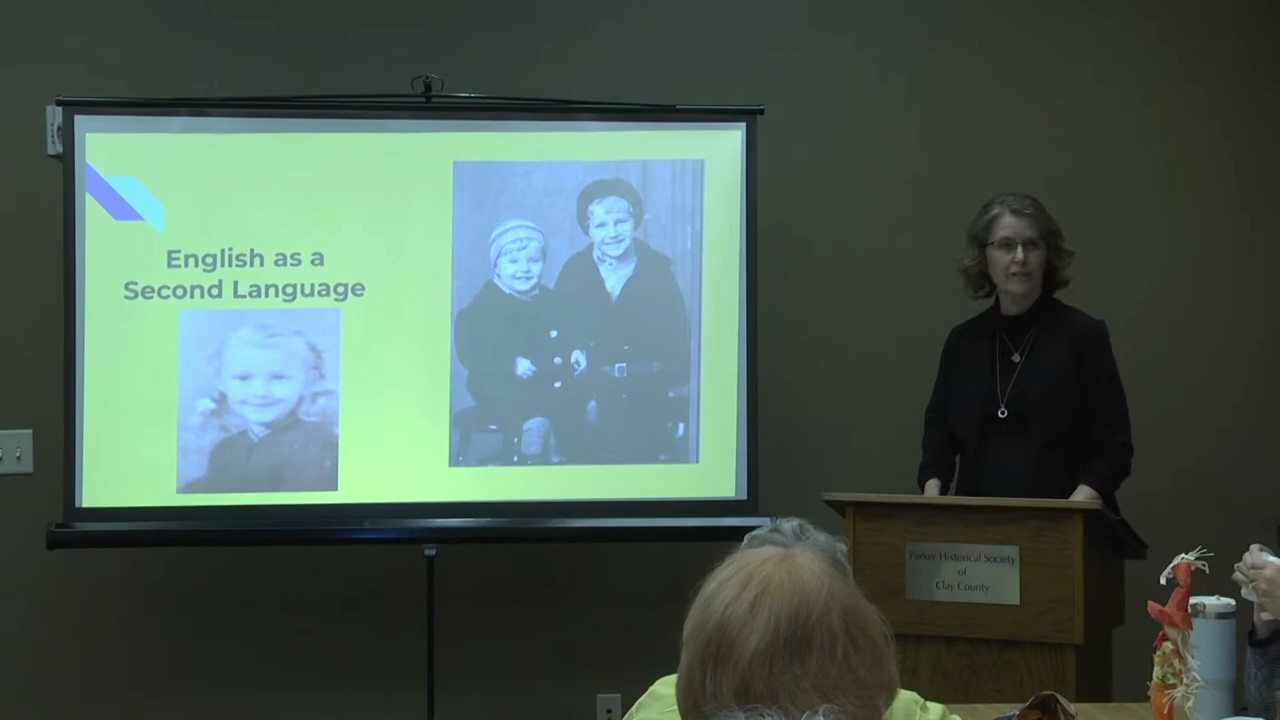 English as a
Second Language
Parker Historical Society
of
Clay County